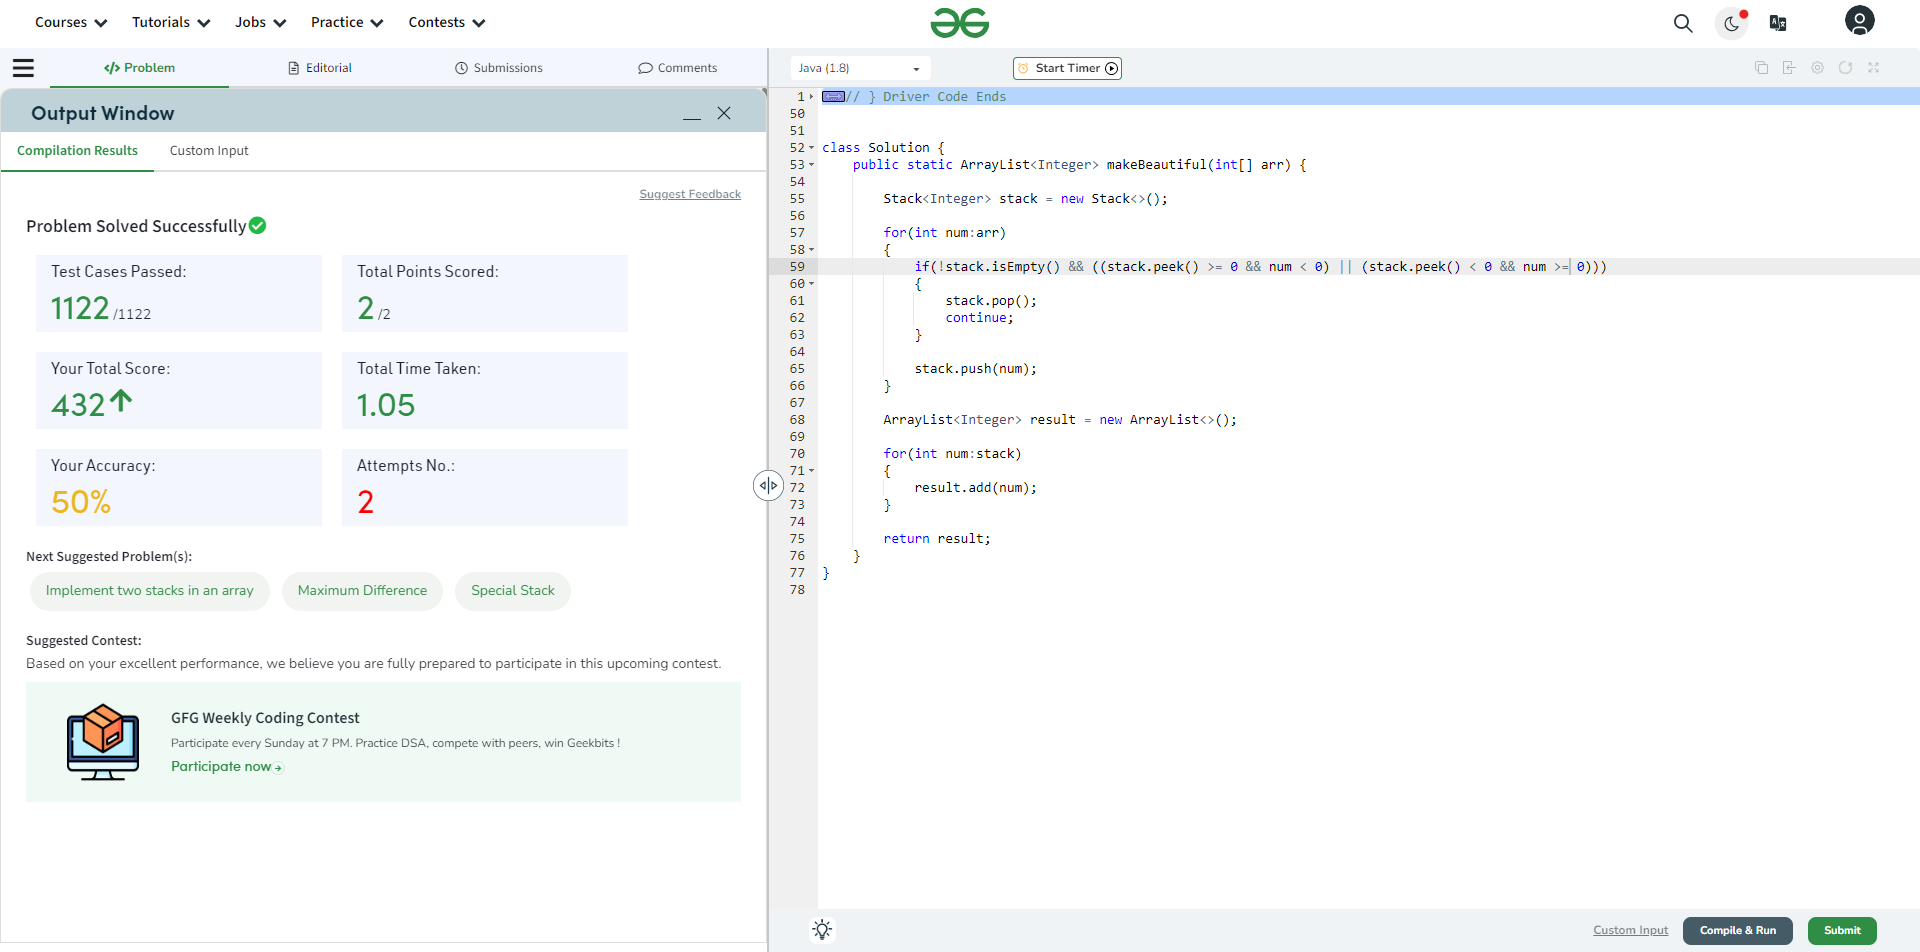 Courses Tutorials Jobs Practice Contests
</> Problem Editorial Submissions Comments
Output Window
Compilation Results Custom Input
Suggest Feedback
Problem Solved Successfully
Test Cases Passed:
1122 /1122
Total Points Scored:
2 /2
Your Total Score:
432
Total Time Taken:
1.05
Your Accuracy:
50%
Attempts No.:
2
Next Suggested Problem(s):
Implement two stacks in an array Maximum Difference Special Stack
Suggested Contest:
Based on your excellent performance, we believe you are fully prepared to participate in this upcoming contest.
GFG Weekly Coding Contest
Participate every Sunday at 7 PM. Practice DSA, compete with peers, win Geekbits !
Participate now
Java (1.8) Start Timer
1 // } Driver Code Ends
50
51
52 class Solution {
53 public static ArrayList<Integer> makeBeautiful(int[] arr) {
54
55 Stack<Integer> stack = new Stack<>();
56
57 for(int num:arr)
58 {
59 if(!stack.isEmpty() && ((stack.peek() >= 0 && num < 0) || (stack.peek() < 0 && num >= 0)))
60 {
61 stack.pop();
62 continue;
63 }
64
65 stack.push(num);
66 }
67
68 ArrayList<Integer> result = new ArrayList<>();
69
70 for(int num:stack)
71 {
72 result.add(num);
73 }
74
75 return result;
76 }
77 }
78
Custom Input Compile & Run Submit